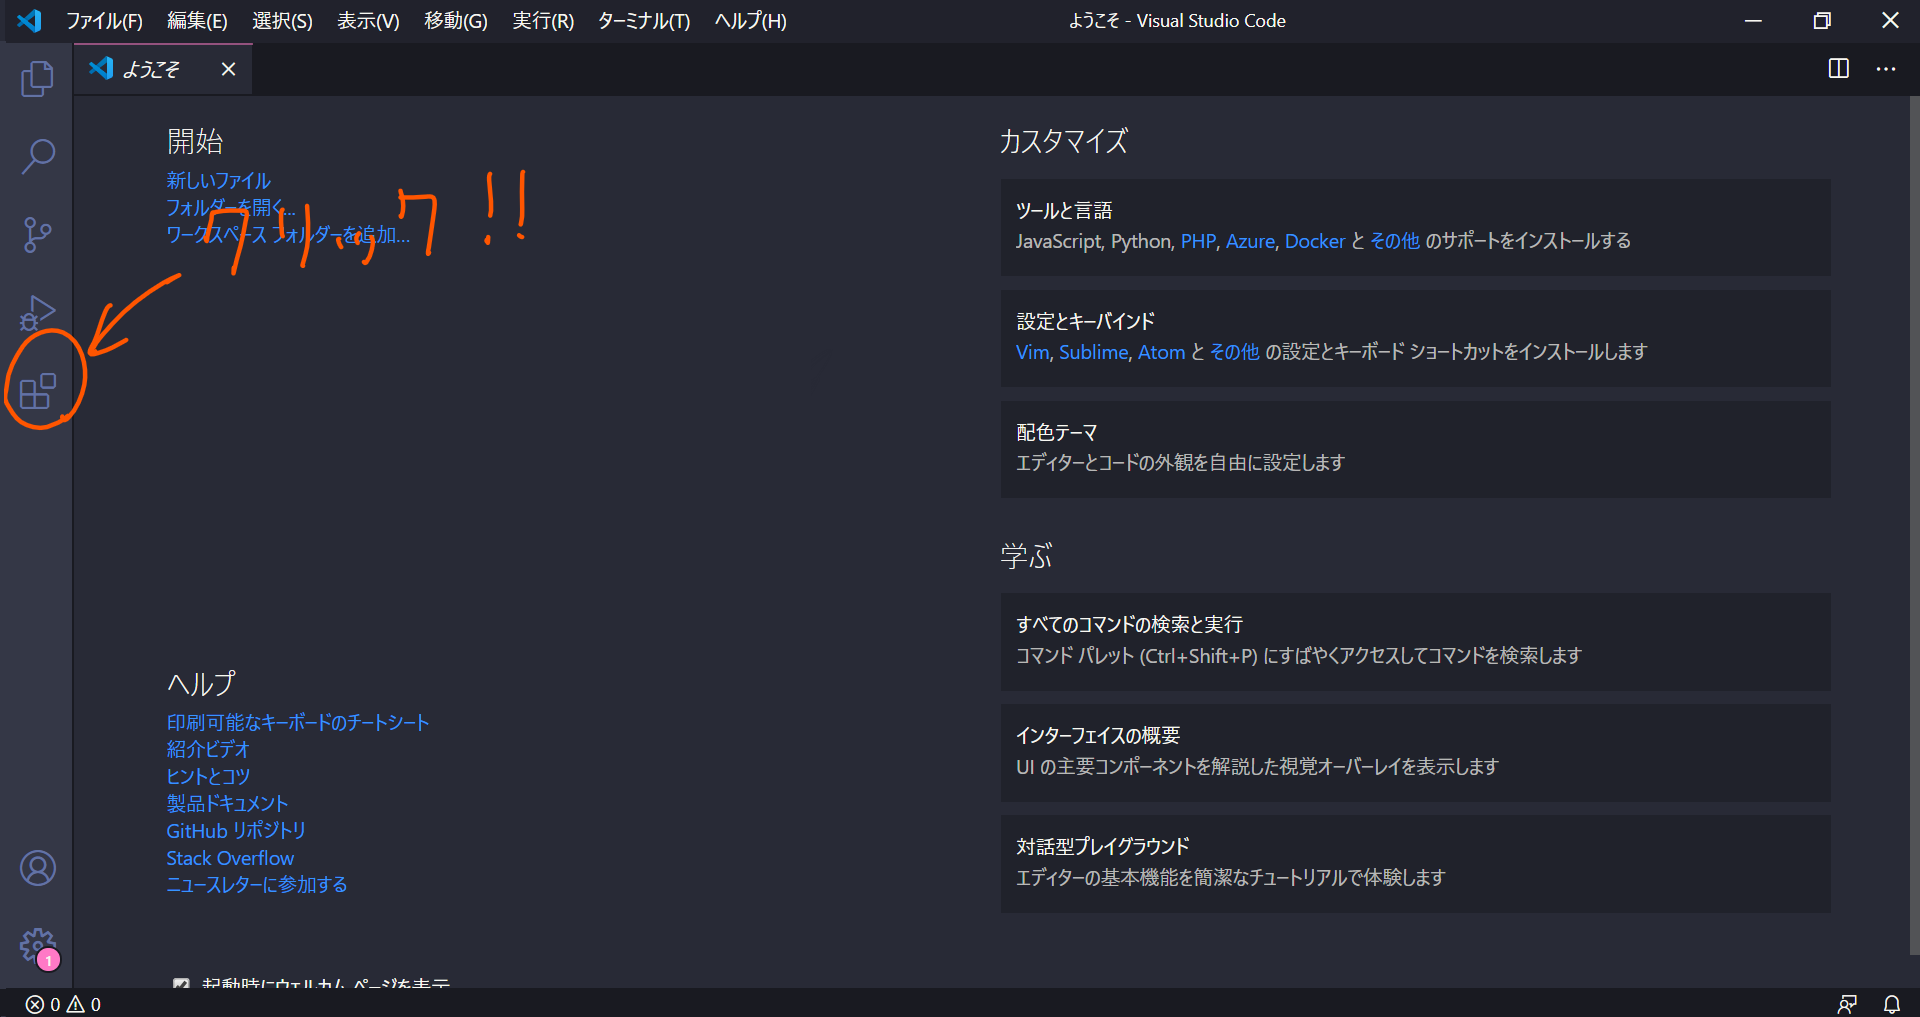 ファイル(F) 編集(E) 選択(S) 表示(V) 移動(G) 実行(R) ターミナル(T) ヘルプ(H) ようこそ - Visual Studio Code
ようこそ
開始
新しいファイル
フォルダーを開く...
ワークスペース フォルダーを追加...
クリック!!
ヘルプ
印刷可能なキーボードのチートシート
紹介ビデオ
ヒントとコツ
製品ドキュメント
GitHub リポジトリ
Stack Overflow
ニュースレターに参加する
起動時にウェルカム ページを表示
カスタマイズ
ツールと言語
JavaScript, Python, PHP, Azure, Docker と その他 のサポートをインストールする
設定とキーバインド
Vim, Sublime, Atom と その他 の設定とキーボード ショートカットをインストールします
配色テーマ
エディターとコードの外観を自由に設定します
学ぶ
すべてのコマンドの検索と実行
コマンド パレット (Ctrl+Shift+P) にすばやくアクセスしてコマンドを検索します
インターフェイスの概要
UI の主要コンポーネントを解説した視覚オーバーレイを表示します
対話型プレイグラウンド
エディターの基本機能を簡潔なチュートリアルで体験します
1
0 0